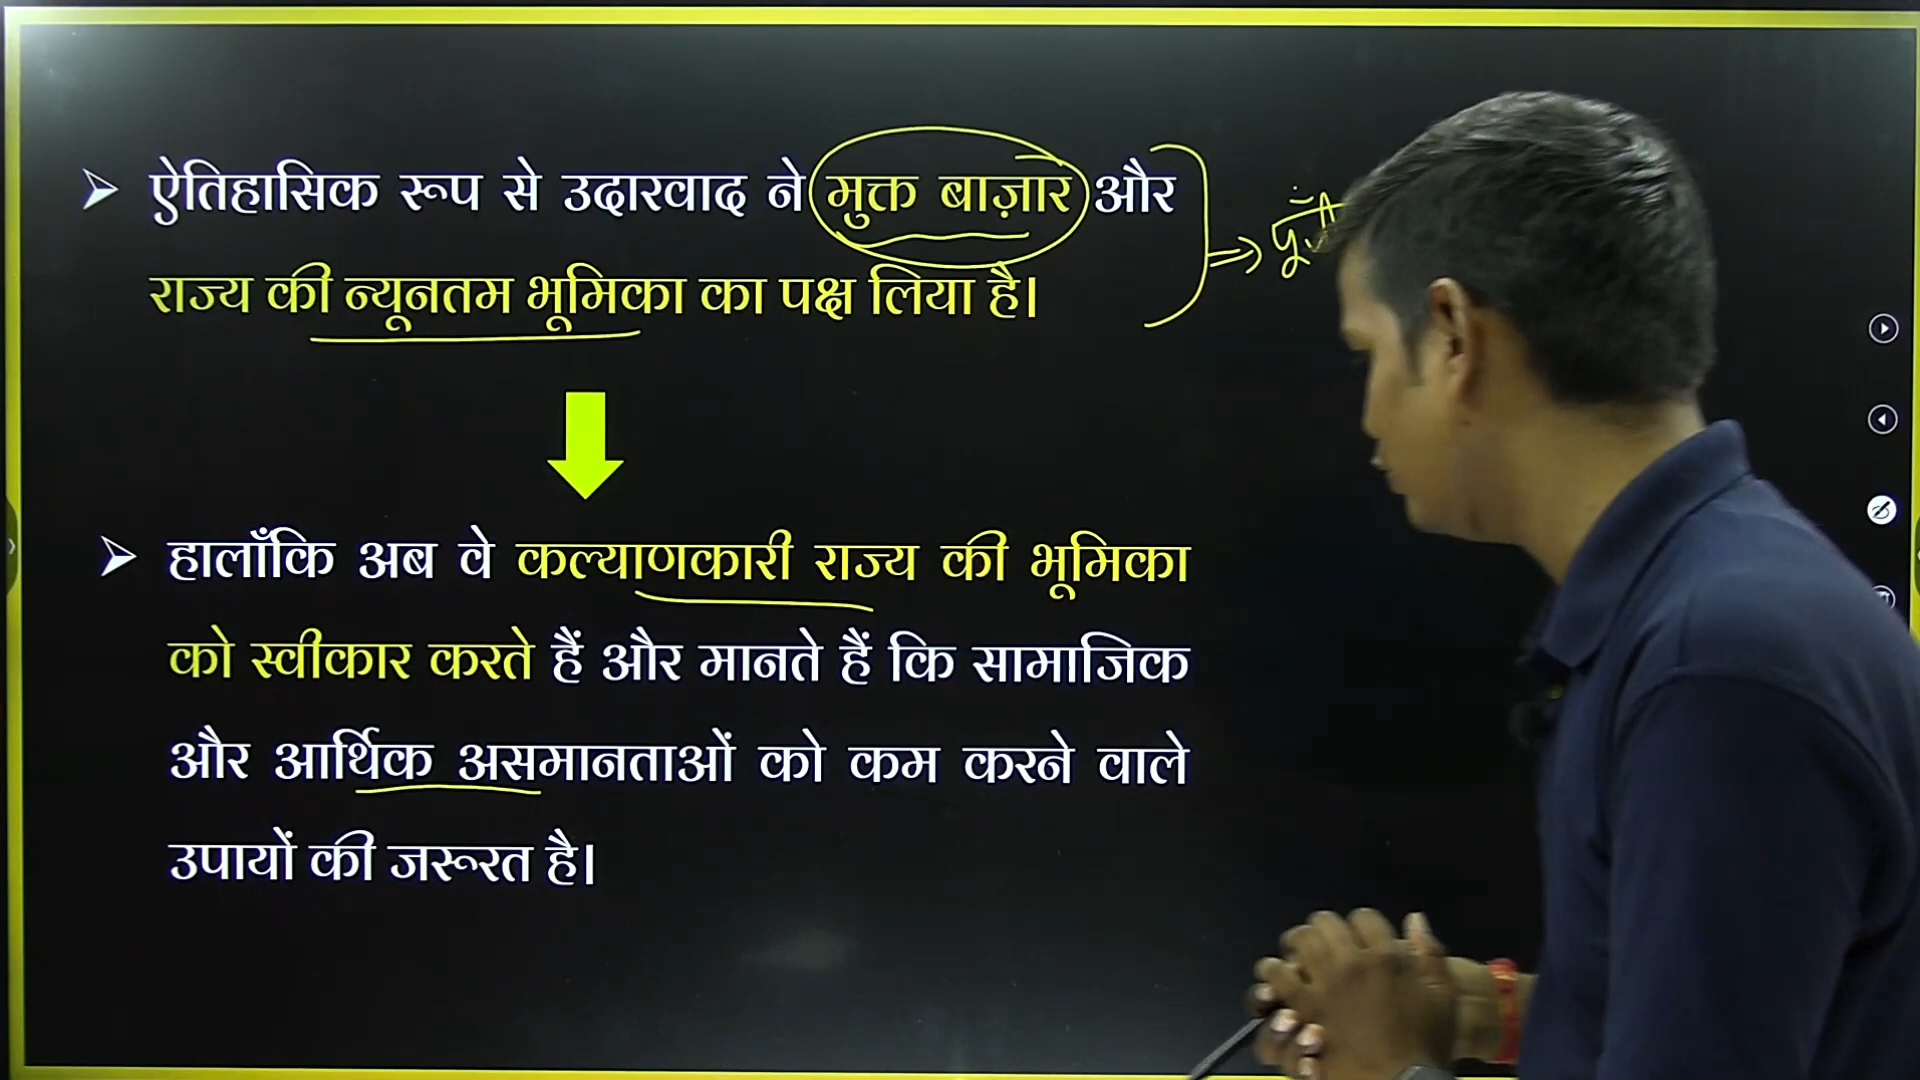 ऐतिहासिक रूप से उदारवाद ने मुक्त बाज़ार और
राज्य की न्यूनतम भूमिका का पक्ष लिया है।
हालाँकि अब वे कल्याणकारी राज्य की भूमिका
को स्वीकार करते हैं और मानते हैं कि सामाजिक
और आर्थिक असमानताओं को कम करने वाले
उपायों की जरूरत है।